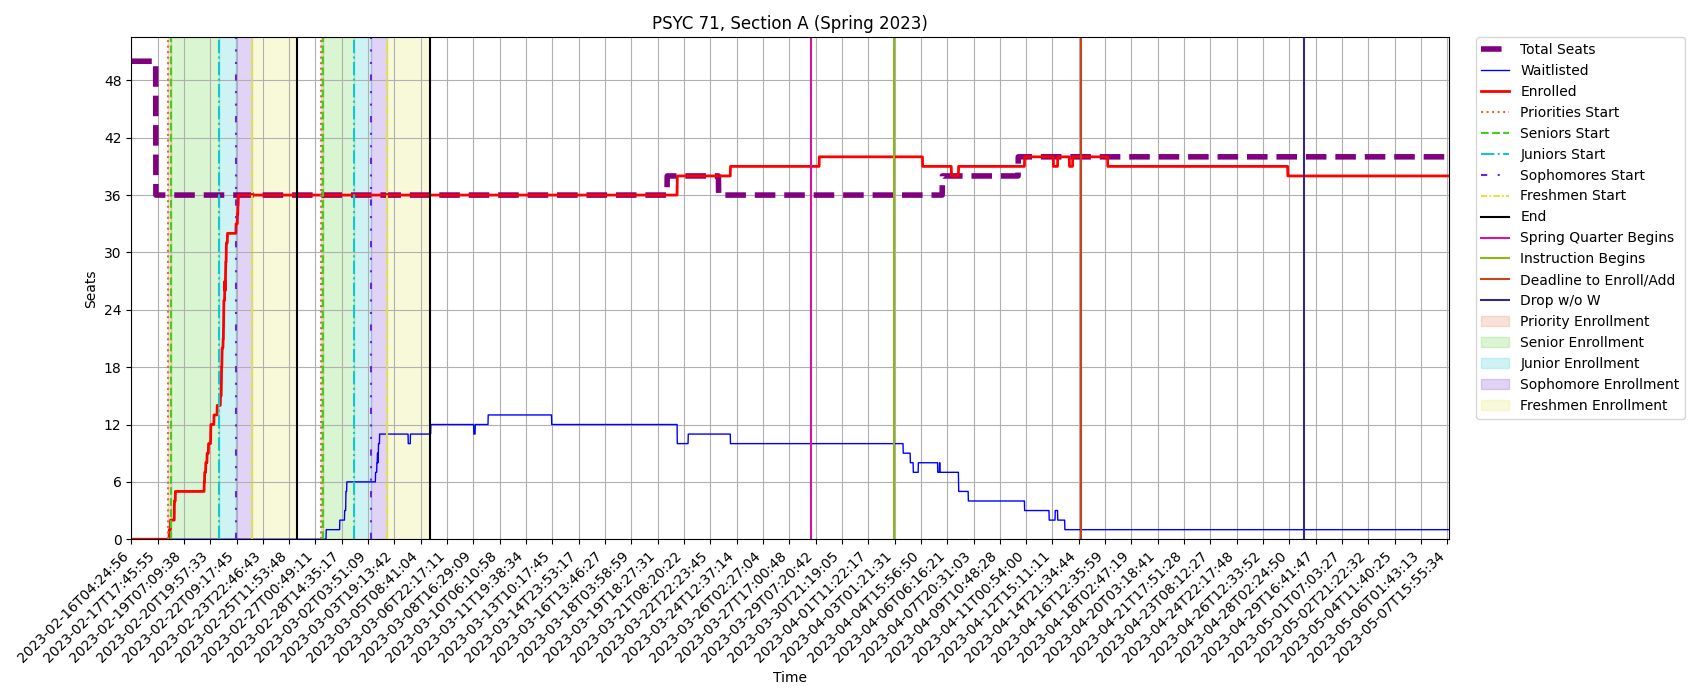 PSYC 71, Section A (Spring 2023)
Total Seats
Waitlisted
Enrolled
Priorities Start
Seniors Start
Juniors Start
Sophomores Start
Freshmen Start
End
Spring Quarter Begins
Instruction Begins
Deadline to Enroll/Add
Drop w/o W
Priority Enrollment
Senior Enrollment
Junior Enrollment
Sophomore Enrollment
Freshmen Enrollment
Seats
48
42
36
30
24
18
12
6
0
2023-02-16T04:24:56
2023-02-17T17:45:55
2023-02-19T07:09:38
2023-02-20T19:57:33
2023-02-22T09:17:45
2023-02-23T22:46:43
2023-02-25T11:53:48
2023-02-27T00:49:11
2023-02-28T14:35:17
2023-03-02T03:51:09
2023-03-03T19:13:42
2023-03-05T08:41:04
2023-03-06T22:17:11
2023-03-08T16:29:09
2023-03-10T06:10:58
2023-03-11T19:38:34
2023-03-13T10:17:45
2023-03-14T23:53:17
2023-03-16T13:46:27
2023-03-18T03:58:59
2023-03-19T18:27:31
2023-03-21T08:20:22
2023-03-22T22:23:45
2023-03-24T12:37:14
2023-03-26T02:27:04
2023-03-27T17:00:48
2023-03-29T07:20:42
2023-03-30T21:19:05
2023-04-01T11:22:17
2023-04-03T01:21:31
2023-04-04T15:56:50
2023-04-06T06:16:21
2023-04-07T20:31:03
2023-04-09T10:48:28
2023-04-11T00:54:00
2023-04-12T15:11:11
2023-04-14T21:34:44
2023-04-16T12:35:59
2023-04-18T02:47:19
2023-04-20T03:18:41
2023-04-21T17:51:28
2023-04-23T08:12:27
2023-04-24T22:17:48
2023-04-26T12:33:52
2023-04-28T02:24:50
2023-04-29T16:41:47
2023-05-01T07:03:27
2023-05-02T21:22:32
2023-05-04T11:40:25
2023-05-06T01:43:13
2023-05-07T15:55:34
Time